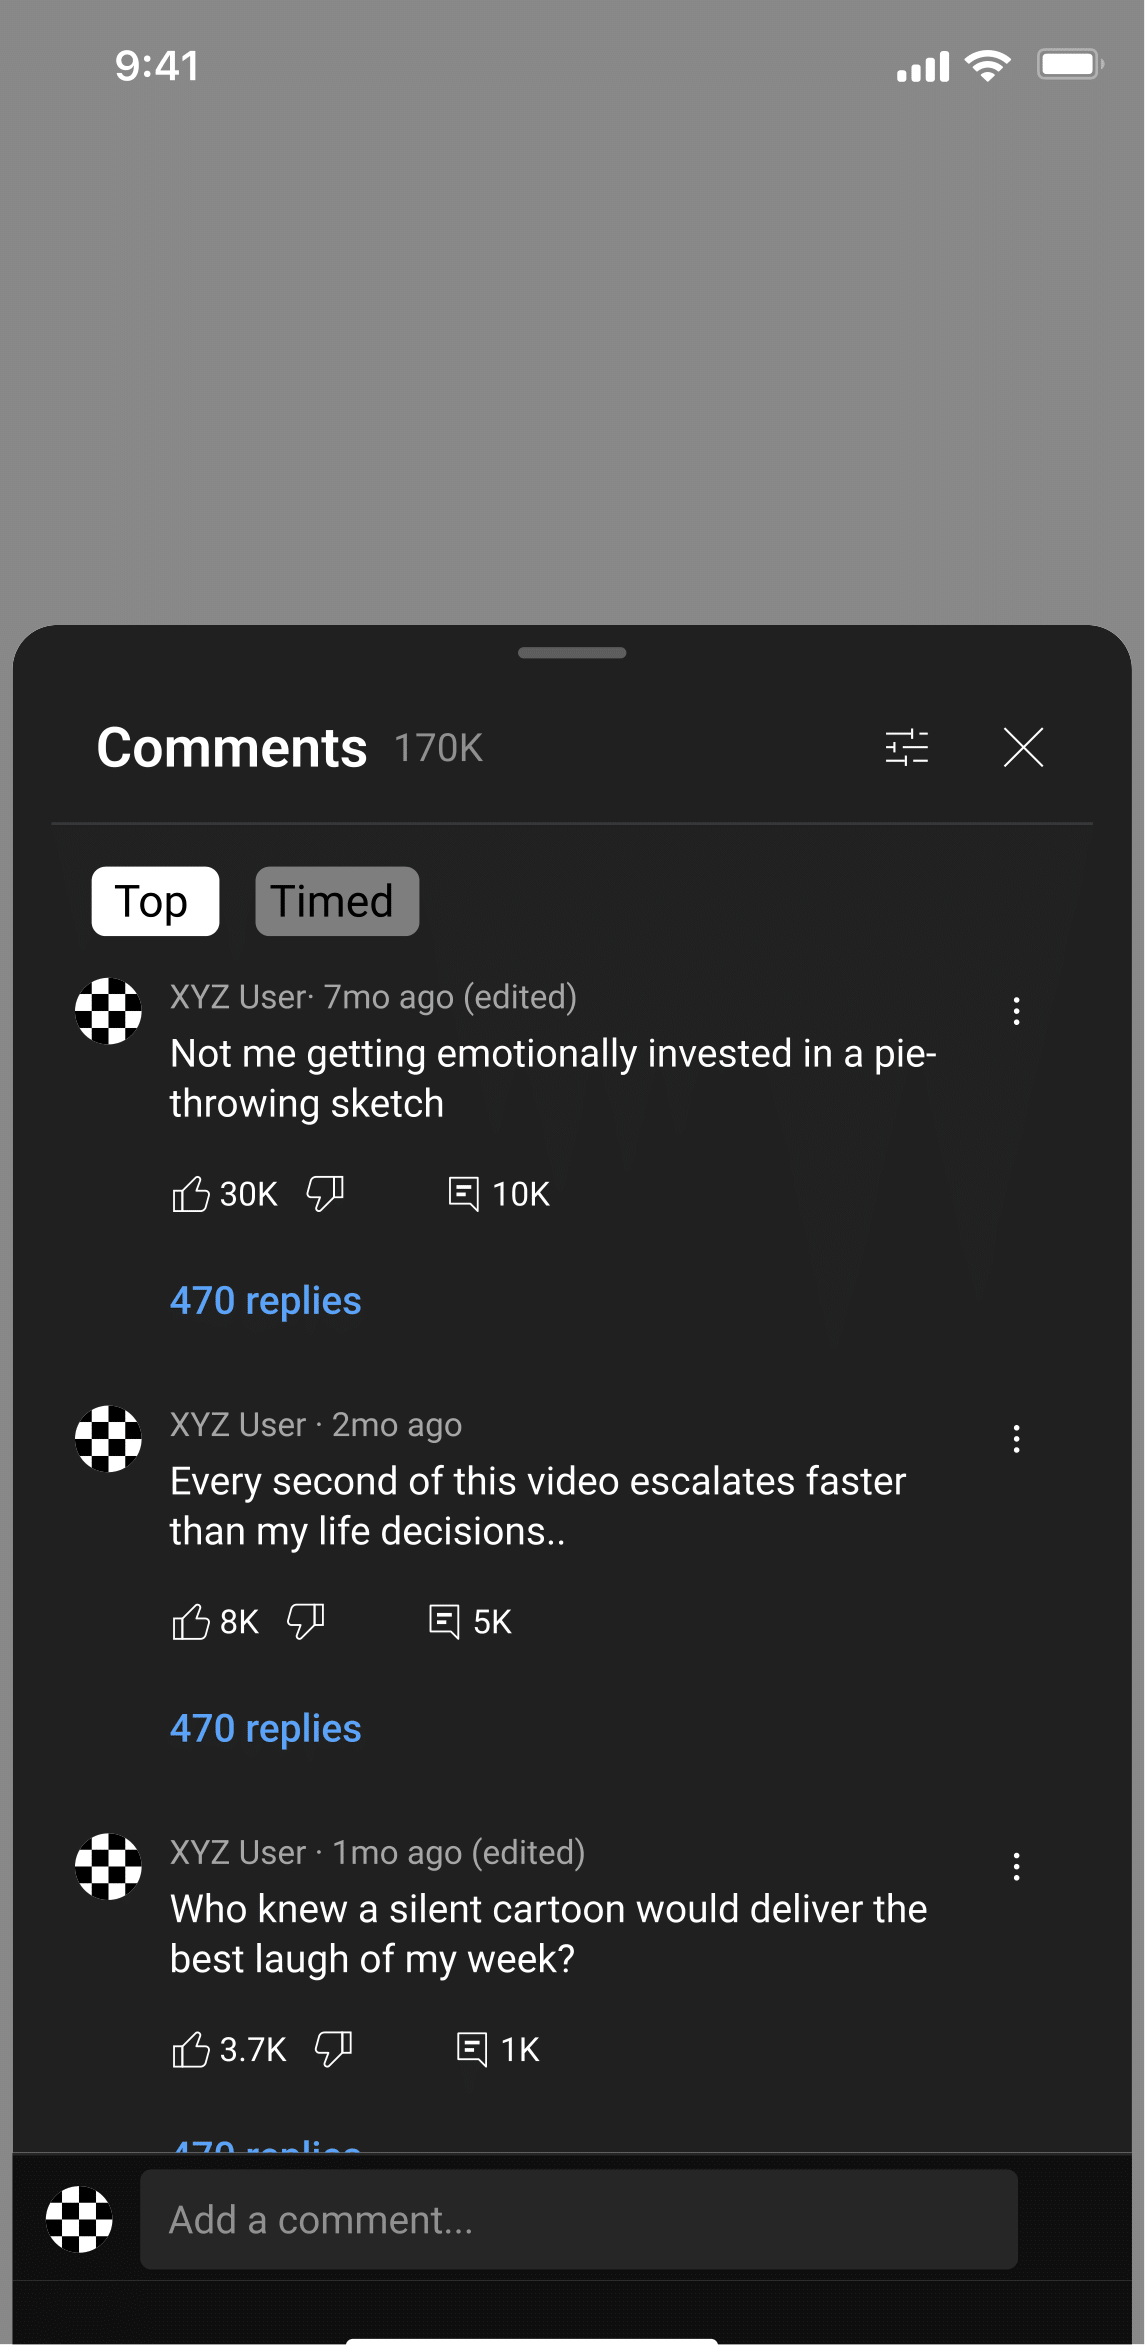 9:41
Comments 170K
Top Timed
XYZ User· 7mo ago (edited)
Not me getting emotionally invested in a pie-
throwing sketch
30K 10K
470 replies
XYZ User · 2mo ago
Every second of this video escalates faster
than my life decisions..
8K 5K
470 replies
XYZ User · 1mo ago (edited)
Who knew a silent cartoon would deliver the
best laugh of my week?
3.7K 1K
470 replies
Add a comment...